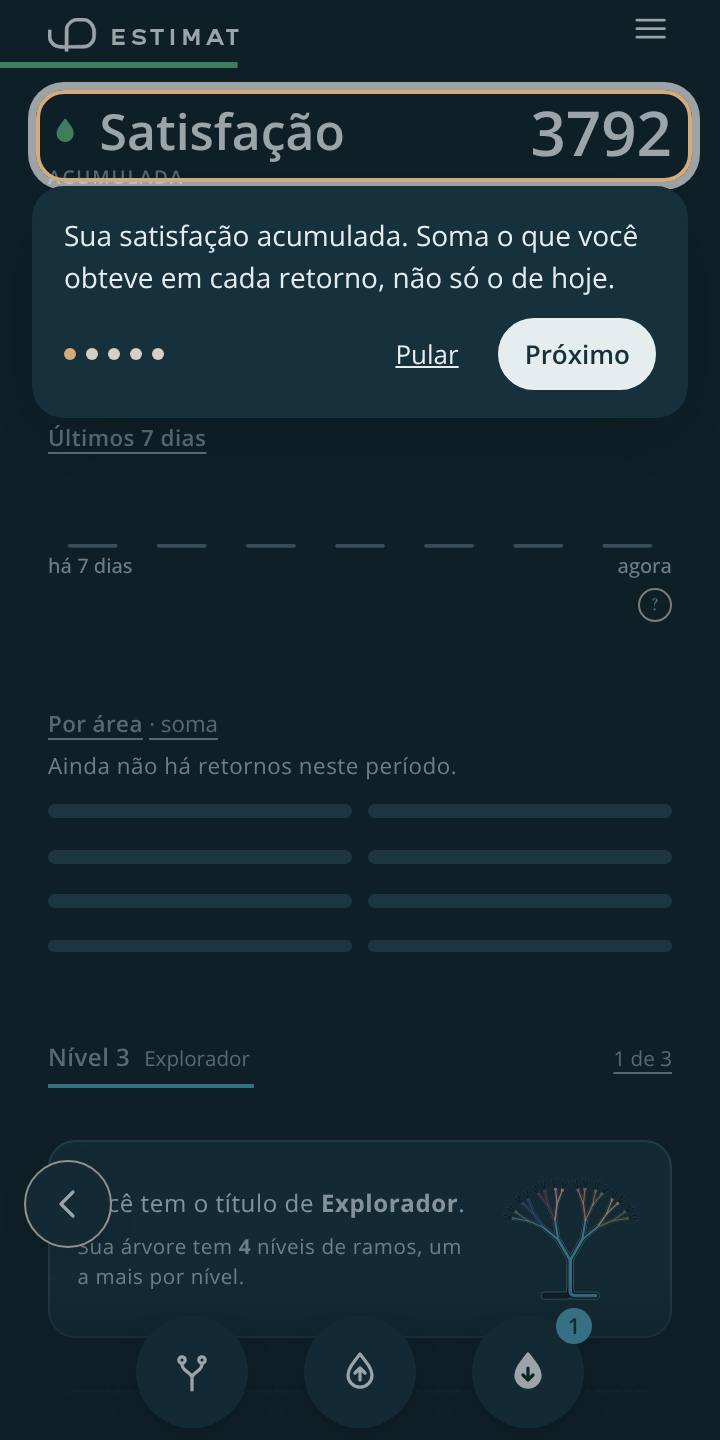 ESTIMAT
Satisfação 3792
ACUMULADA
Sua satisfação acumulada. Soma o que você
obteve em cada retorno, não só o de hoje.
Pular Próximo
Últimos 7 dias
há 7 dias agora
?
Por área · soma
Ainda não há retornos neste período.
Nível 3 Explorador 1 de 3
cê tem o título de Explorador.
Sua árvore tem 4 níveis de ramos, um
a mais por nível.
1